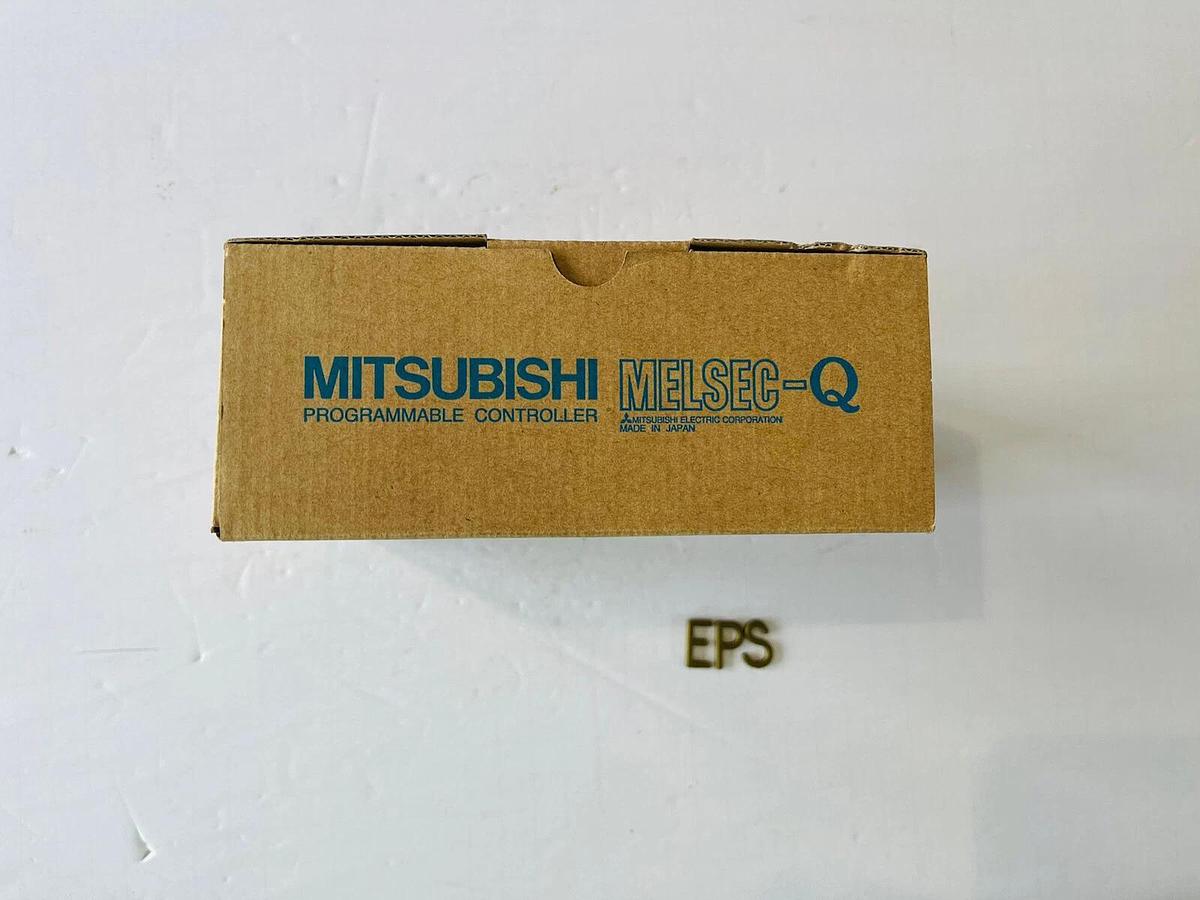 MITSUBISHI MELSEC-Q
PROGRAMMABLE CONTROLLER
MITSUBISHI ELECTRIC CORPORATION
MADE IN JAPAN
EPS